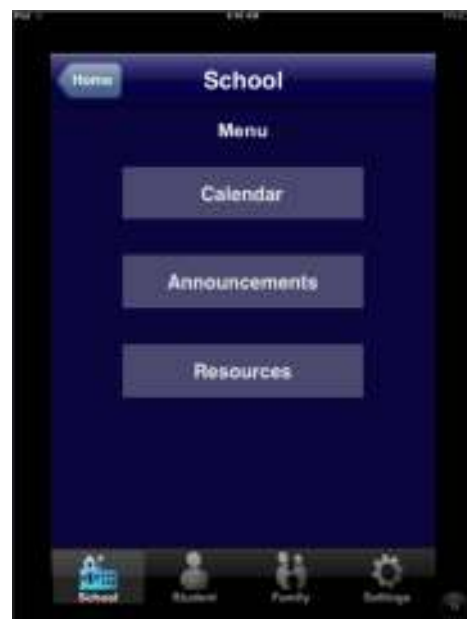 Home
School
Menu
Calendar
Announcements
Resources
School
Student
Family
Settings